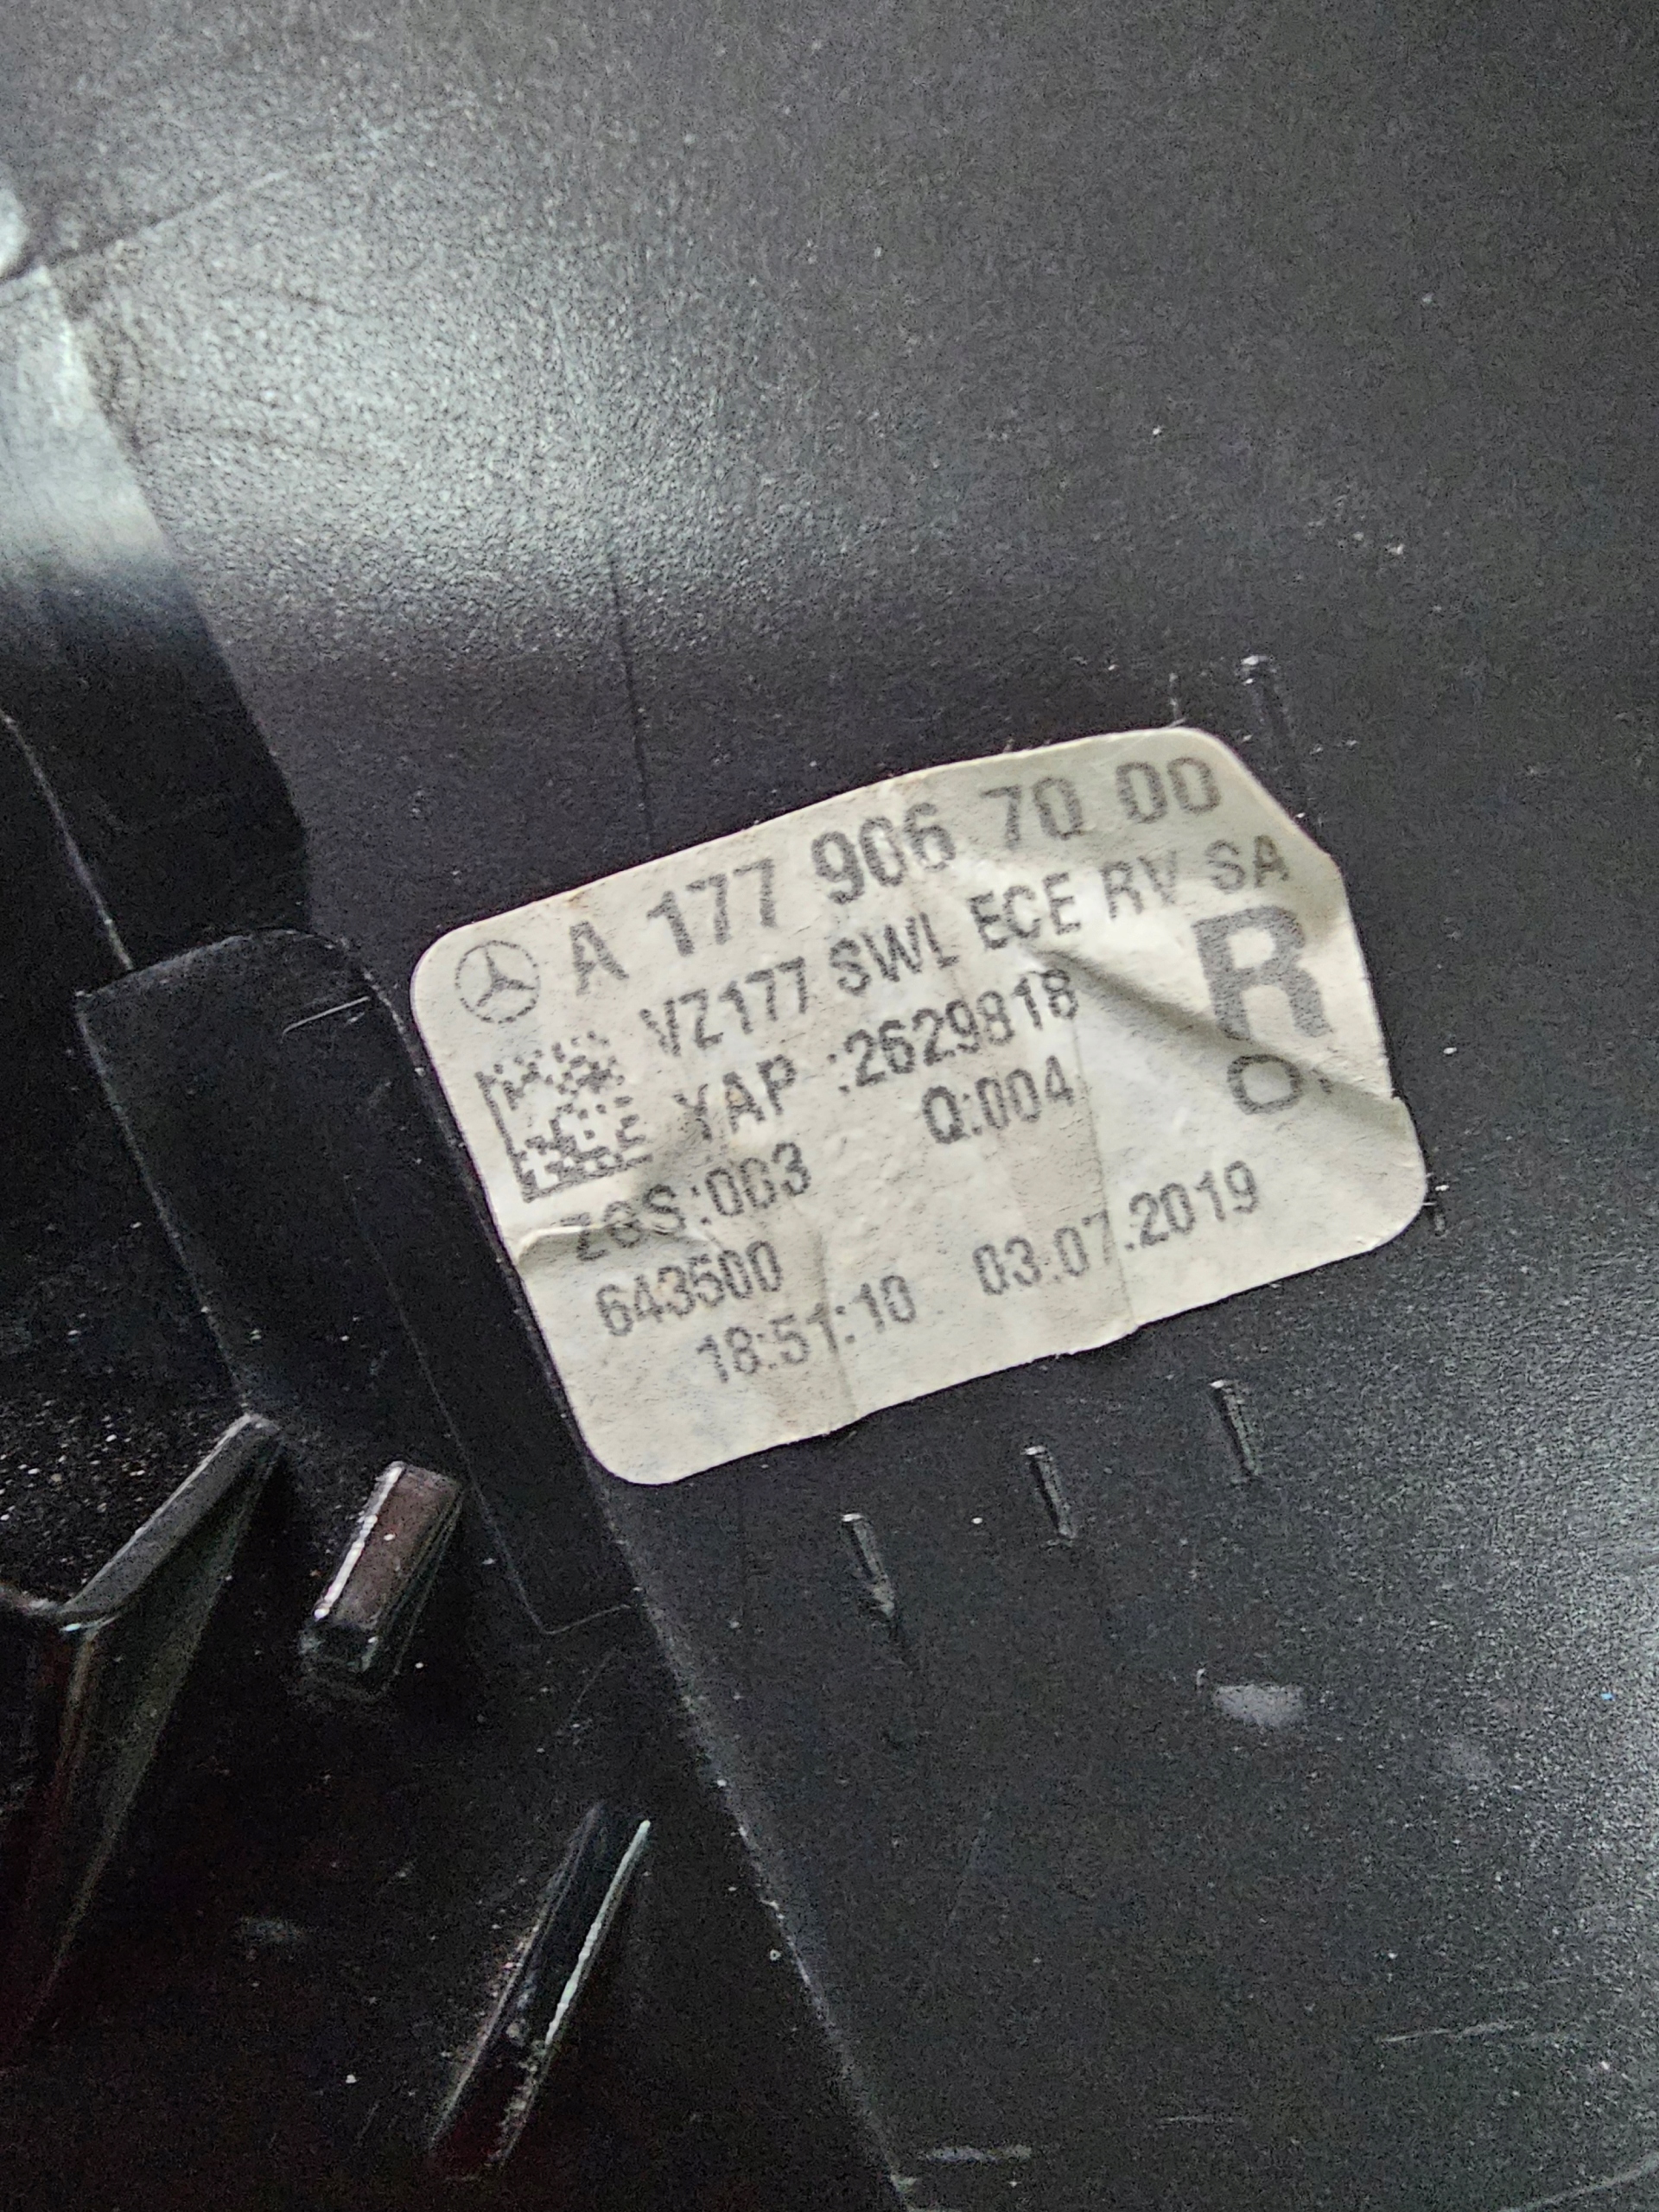 A 177 906 70 00
VZ177 SWL ECE RV SA
YAP :2629818
R
ZGS:003 Q:004
643500
18:51:10 03.07.2019